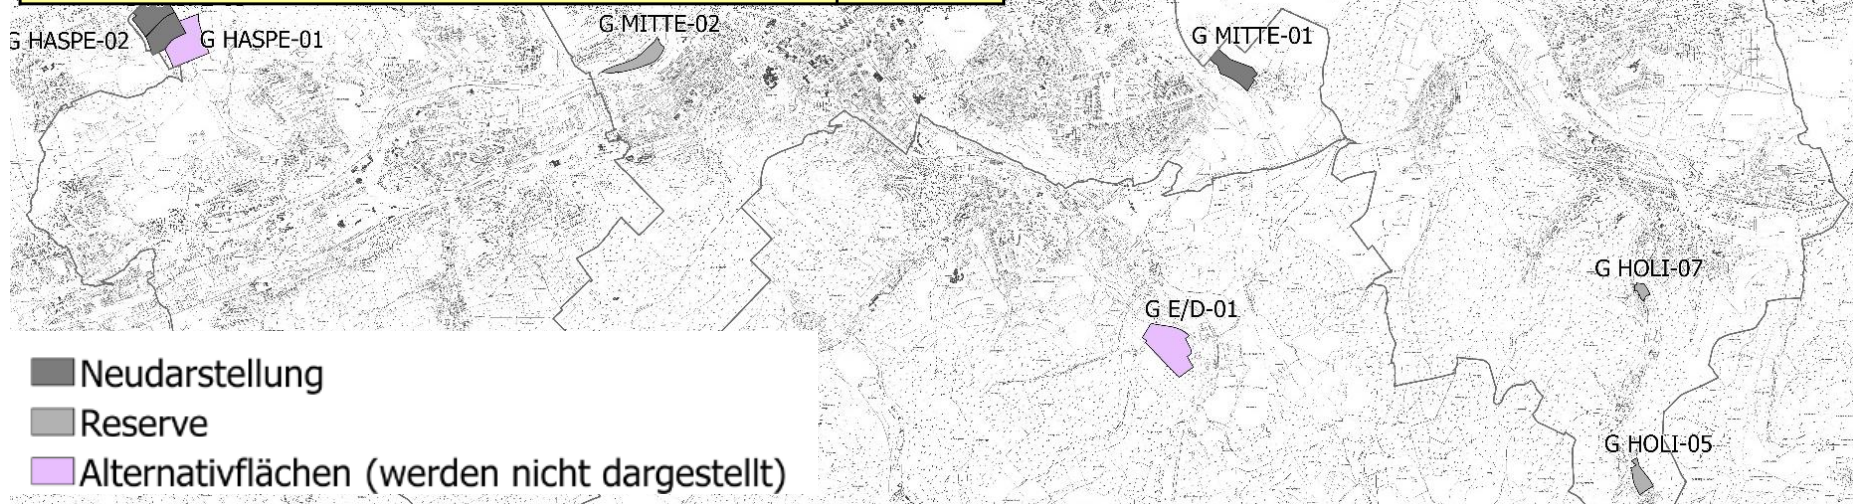 G MITTE-02
G MITTE-01
G HASPE-02
G HASPE-01
G HOLI-07
G E/D-01
Neudarstellung
Reserve
G HOLI-05
Alternativflächen (werden nicht dargestellt)